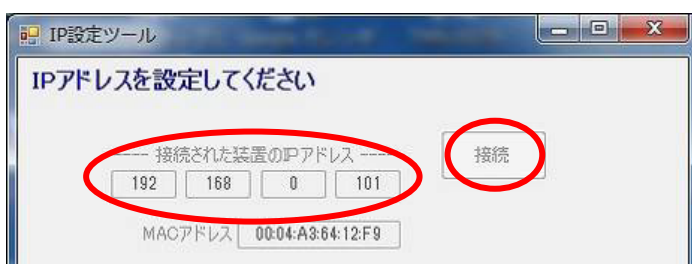 IP設定ツール
IPアドレスを設定してください
---- 接続された装置のIPアドレス ----
接続
192 168 0 101
MACアドレス 00:04:A3:64:12:F9